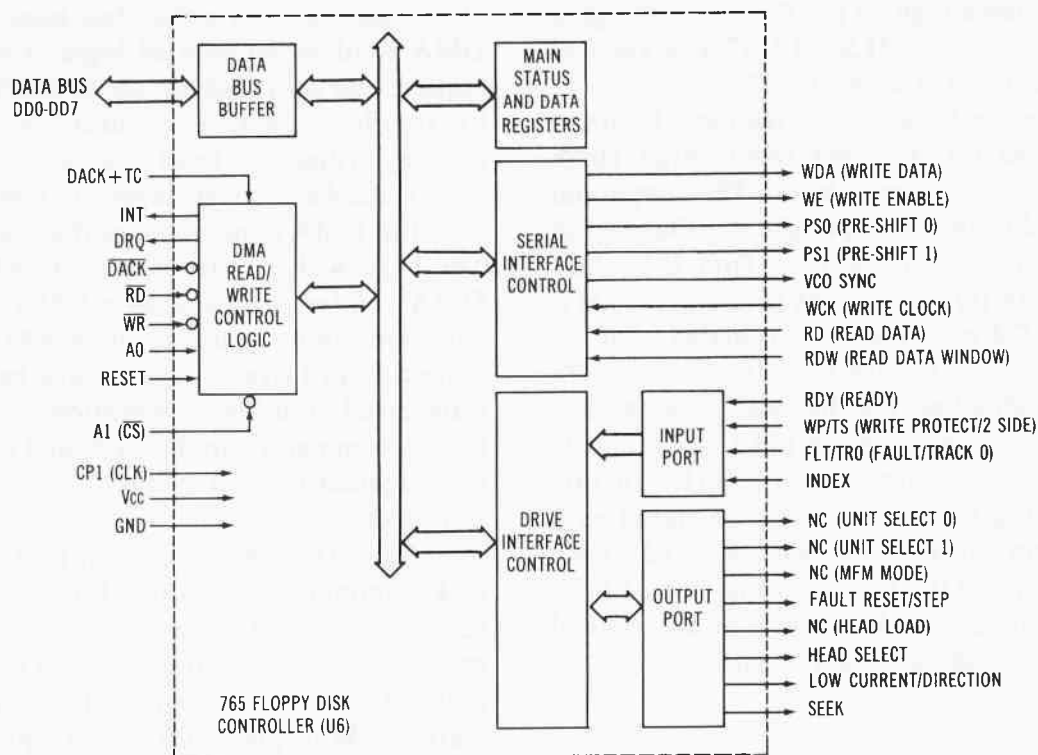 DATA BUS
DD0-DD7
DATA
BUS
BUFFER
MAIN
STATUS
AND DATA
REGISTERS
DACK+TC
INT
DRQ
DACK
RD
WR
A0
RESET
A1 (CS)
CP1 (CLK)
Vcc
GND
DMA
READ/
WRITE
CONTROL
LOGIC
SERIAL
INTERFACE
CONTROL
WDA (WRITE DATA)
WE (WRITE ENABLE)
PS0 (PRE-SHIFT 0)
PS1 (PRE-SHIFT 1)
VCO SYNC
WCK (WRITE CLOCK)
RD (READ DATA)
RDW (READ DATA WINDOW)
DRIVE
INTERFACE
CONTROL
INPUT
PORT
RDY (READY)
WP/TS (WRITE PROTECT/2 SIDE)
FLT/TRO (FAULT/TRACK 0)
INDEX
OUTPUT
PORT
NC (UNIT SELECT 0)
NC (UNIT SELECT 1)
NC (MFM MODE)
FAULT RESET/STEP
NC (HEAD LOAD)
HEAD SELECT
LOW CURRENT/DIRECTION
SEEK
765 FLOPPY DISK
CONTROLLER (U6)